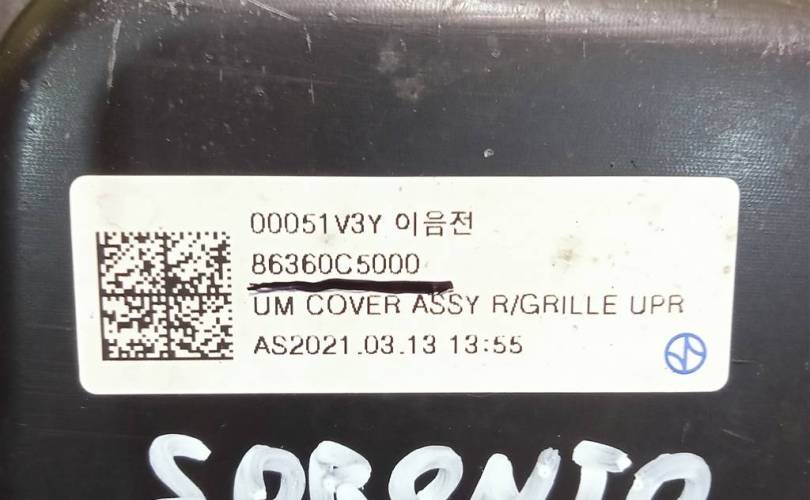 00051V3Y 이음전
86360C5000
UM COVER ASSY R/GRILLE UPR
AS2021.03.13 13:55
SORENTO